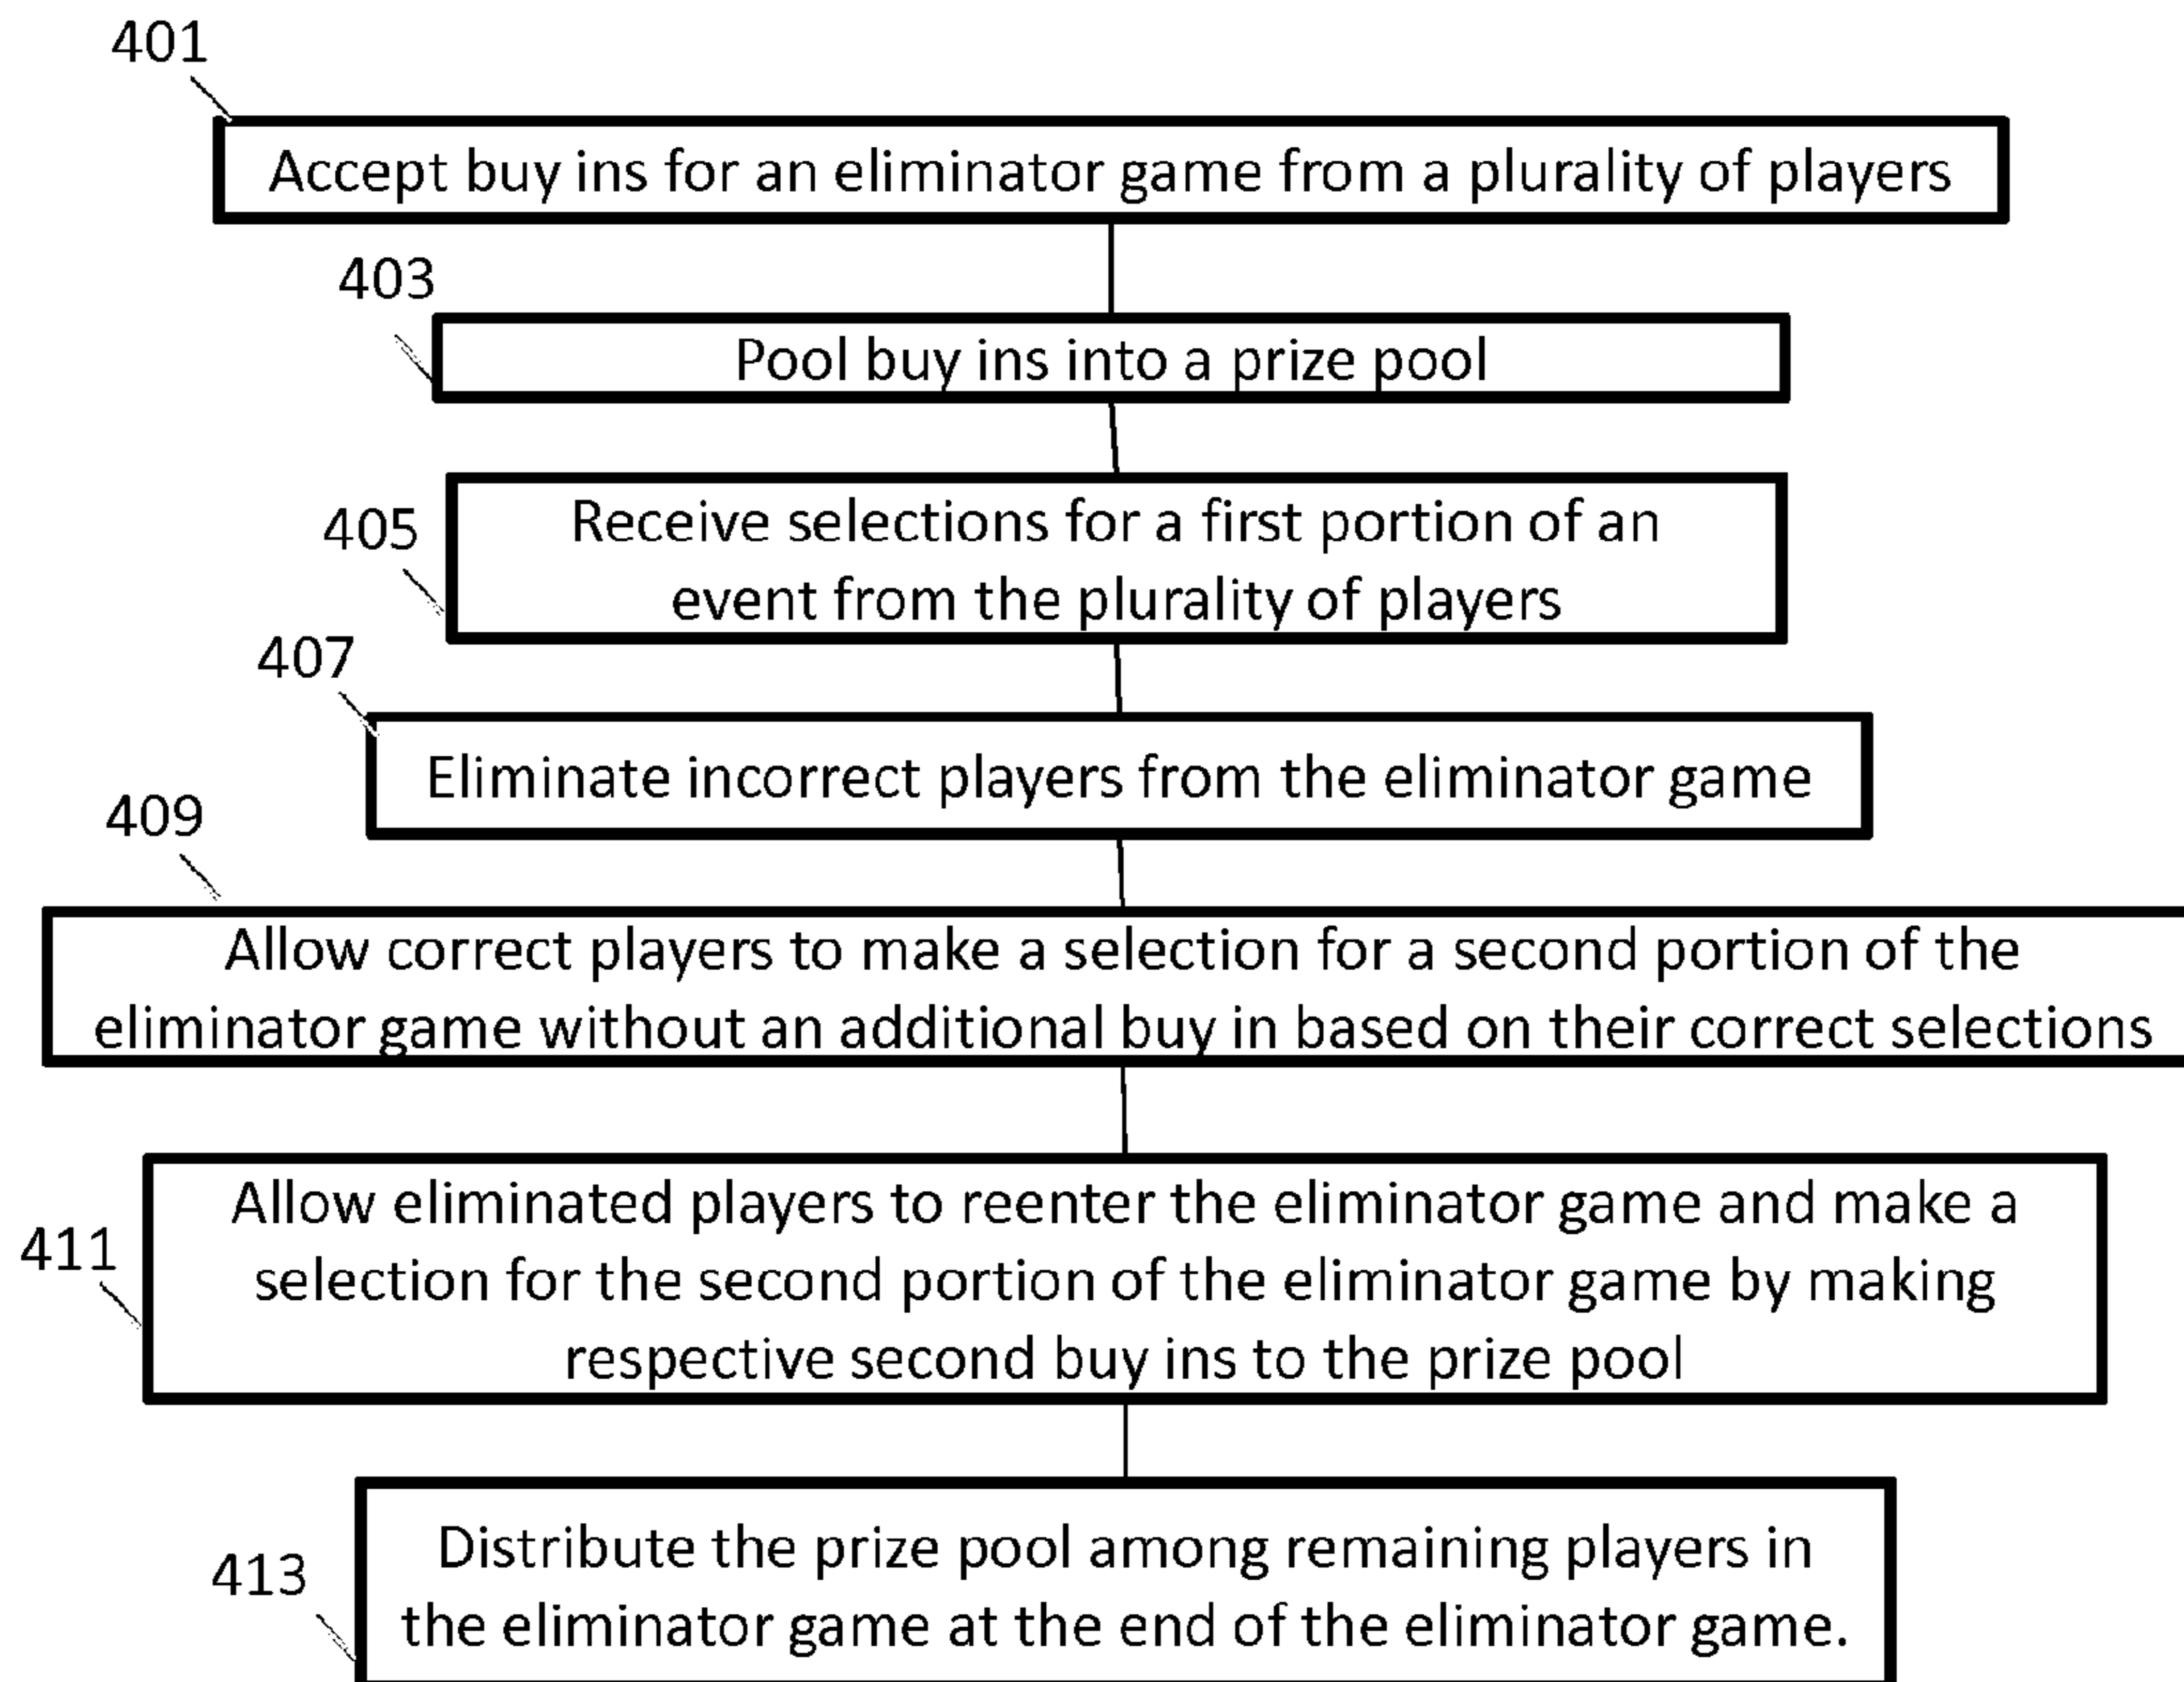 401
Accept buy ins for an eliminator game from a plurality of players
403
Pool buy ins into a prize pool
405
Receive selections for a first portion of an
event from the plurality of players
407
Eliminate incorrect players from the eliminator game
409
Allow correct players to make a selection for a second portion of the
eliminator game without an additional buy in based on their correct selections
411
Allow eliminated players to reenter the eliminator game and make a
selection for the second portion of the eliminator game by making
respective second buy ins to the prize pool
413
Distribute the prize pool among remaining players in
the eliminator game at the end of the eliminator game.